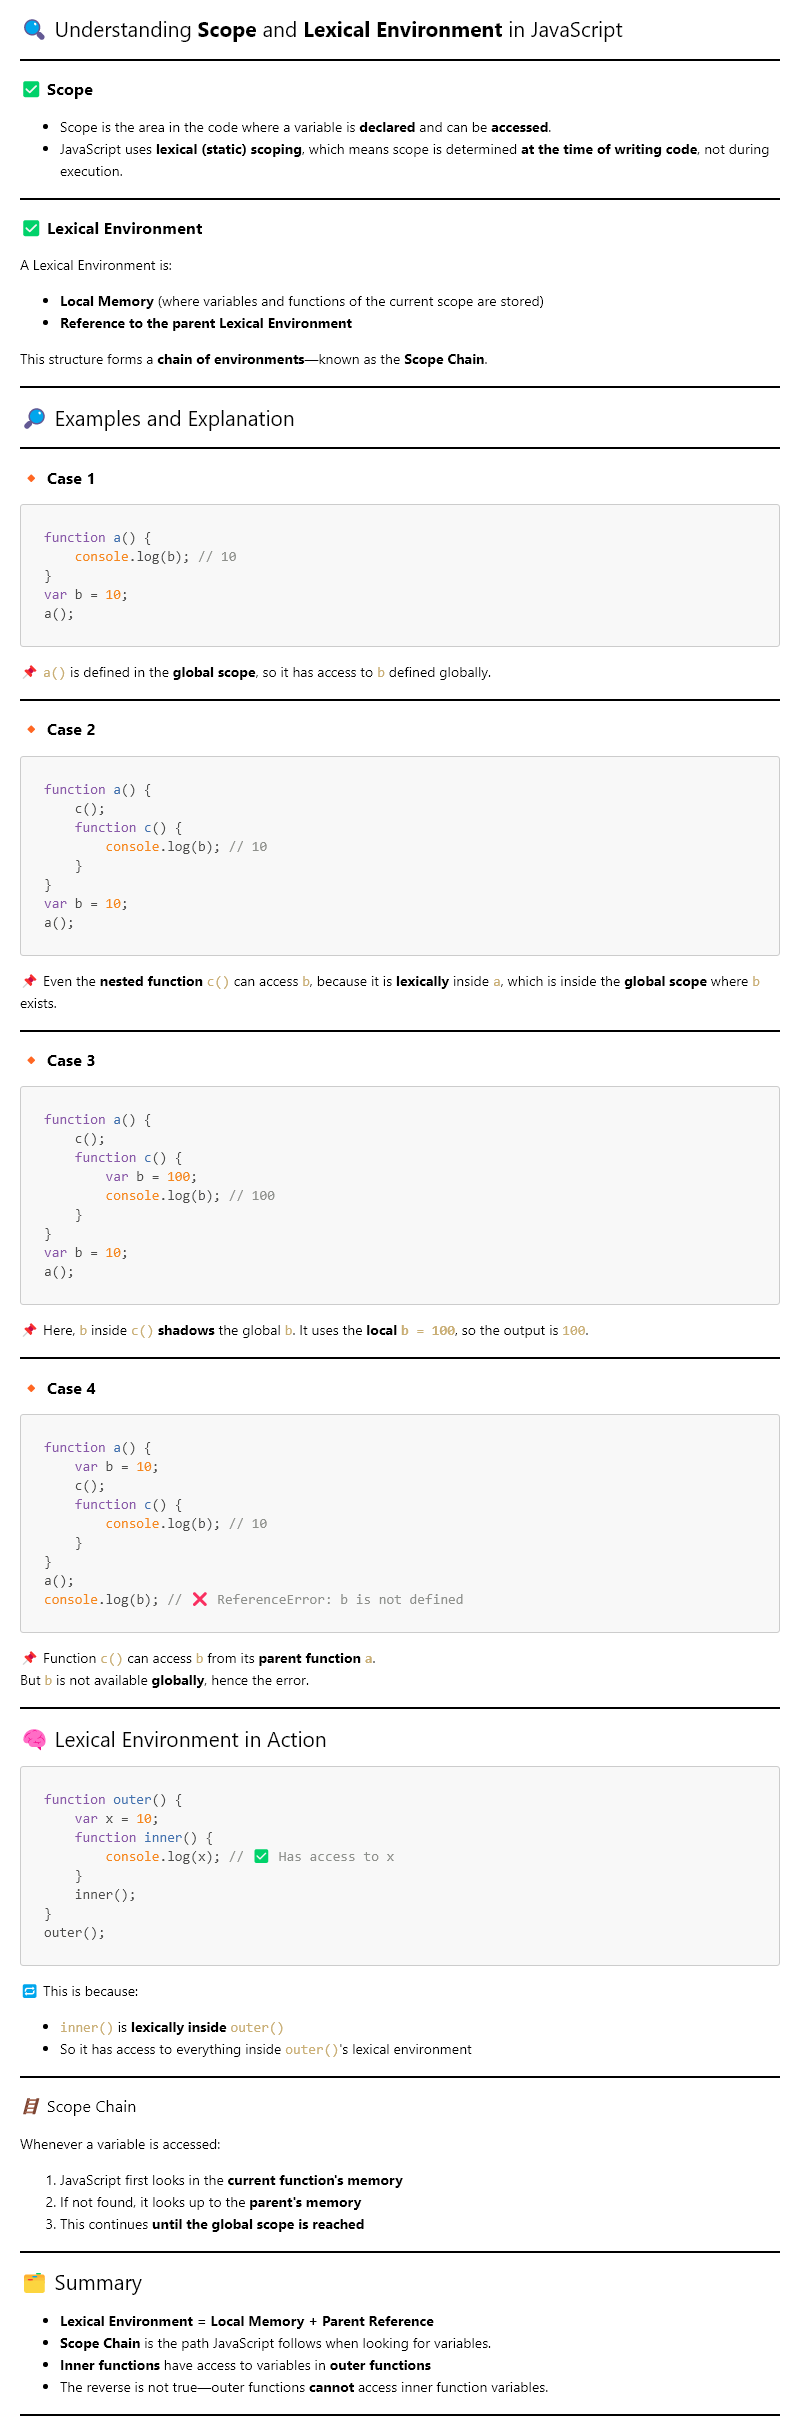 🔍 Understanding Scope and Lexical Environment in JavaScript
✅ Scope
• Scope is the area in the code where a variable is declared and can be accessed.
• JavaScript uses lexical (static) scoping, which means scope is determined at the time of writing code, not during
execution.
✅ Lexical Environment
A Lexical Environment is:
• Local Memory (where variables and functions of the current scope are stored)
• Reference to the parent Lexical Environment
This structure forms a chain of environments—known as the Scope Chain.
🔎 Examples and Explanation
🔸 Case 1
function a() {
    console.log(b); // 10
}
var b = 10;
a();
📌 a() is defined in the global scope, so it has access to b defined globally.
🔸 Case 2
function a() {
    c();
    function c() {
        console.log(b); // 10
    }
}
var b = 10;
a();
📌 Even the nested function c() can access b, because it is lexically inside a, which is inside the global scope where b
exists.
🔸 Case 3
function a() {
    c();
    function c() {
        var b = 100;
        console.log(b); // 100
    }
}
var b = 10;
a();
📌 Here, b inside c() shadows the global b. It uses the local b = 100, so the output is 100.
🔸 Case 4
function a() {
    var b = 10;
    c();
    function c() {
        console.log(b); // 10
    }
}
a();
console.log(b); // ❌ ReferenceError: b is not defined
📌 Function c() can access b from its parent function a.
But b is not available globally, hence the error.
🧠 Lexical Environment in Action
function outer() {
    var x = 10;
    function inner() {
        console.log(x); // ✅ Has access to x
    }
    inner();
}
outer();
🔁 This is because:
• inner() is lexically inside outer()
• So it has access to everything inside outer()'s lexical environment
🪜 Scope Chain
Whenever a variable is accessed:
1. JavaScript first looks in the current function's memory
2. If not found, it looks up to the parent's memory
3. This continues until the global scope is reached
🗂️ Summary
• Lexical Environment = Local Memory + Parent Reference
• Scope Chain is the path JavaScript follows when looking for variables.
• Inner functions have access to variables in outer functions
• The reverse is not true—outer functions cannot access inner function variables.